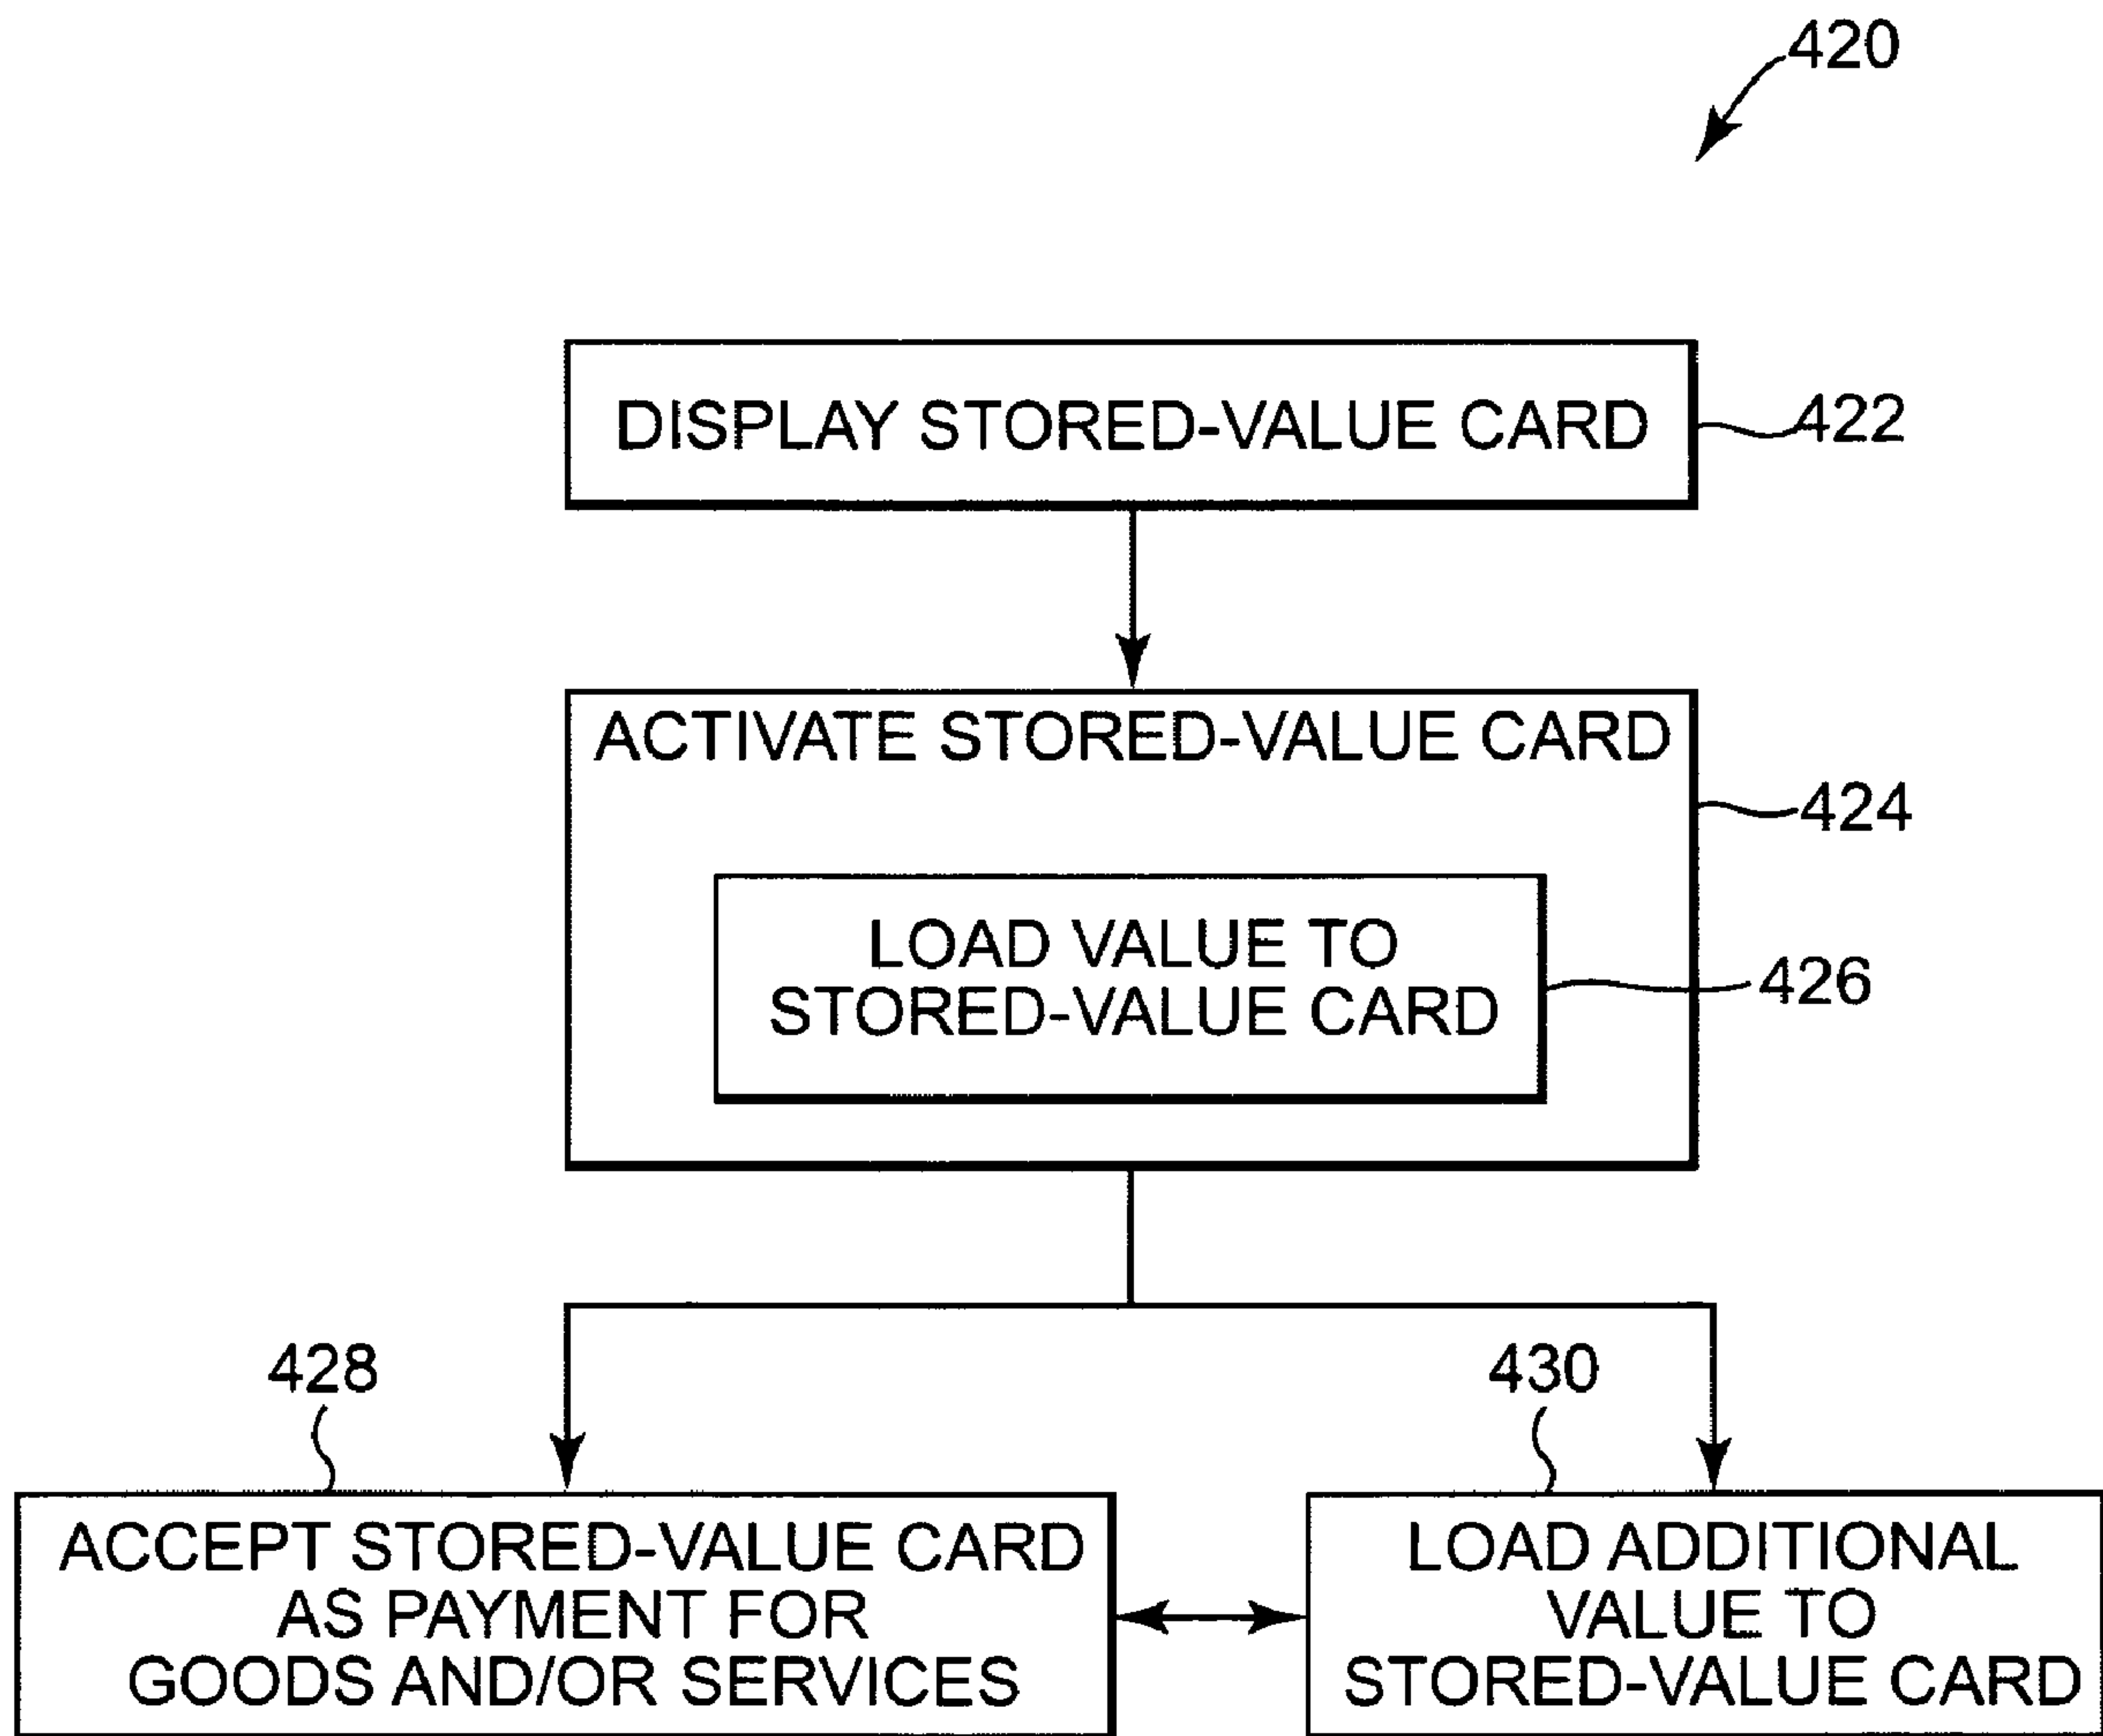 420
DISPLAY STORED-VALUE CARD
422
ACTIVATE STORED-VALUE CARD
424
LOAD VALUE TO
STORED-VALUE CARD
426
428
430
ACCEPT STORED-VALUE CARD
AS PAYMENT FOR
GOODS AND/OR SERVICES
LOAD ADDITIONAL
VALUE TO
STORED-VALUE CARD